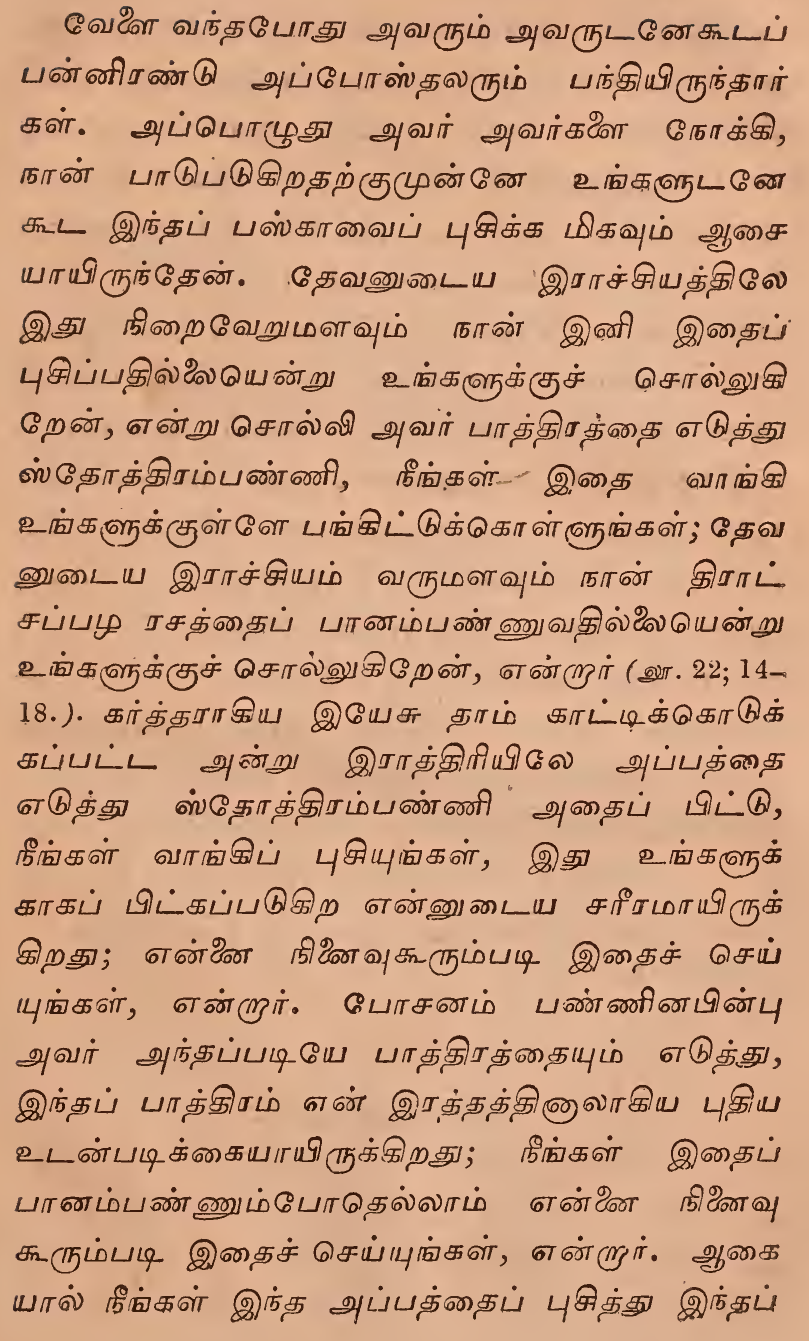 வேளை வந்தபோது அவரும் அவருடனேகூடப்
பன்னிரண்டு அப்போஸ்தலரும் பந்தியிருந்தார்
கள். அப்பொழுது அவர் அவர்களை நோக்கி,
நான் பாடுபடுகிறதற்குமுன்னே உங்களுடனே
கூட இந்தப் பஸ்காவைப் புசிக்க மிகவும் ஆசை
யாயிருந்தேன். தேவனுடைய இராச்சியத்திலே
இது நிறைவேறுமளவும் நான் இனி இதைப்
புசிப்பதில்லையென்று உங்களுக்குச் சொல்லுகி
றேன், என்று சொல்லி அவர் பாத்திரத்தை எடுத்து
ஸ்தோத்திரம்பண்ணி, நீங்கள் இதை வாங்கி
உங்களுக்குள்ளே பங்கிட்டுக்கொள்ளுங்கள்; தேவ
னுடைய இராச்சியம் வருமளவும் நான் திராட்
சப்பழ ரசத்தைப் பானம்பண்ணுவதில்லையென்று
உங்களுக்குச் சொல்லுகிறேன், என்றார் (லூ. 22; 14–
18.). கர்த்தராகிய இயேசு தாம் காட்டிக்கொடுக்
கப்பட்ட அன்று இராத்திரியிலே அப்பத்தை
எடுத்து ஸ்தோத்திரம்பண்ணி அதைப் பிட்டு,
நீங்கள் வாங்கிப் புசியுங்கள், இது உங்களுக்
காகப் பிட்கப்படுகிற என்னுடைய சரீரமாயிருக்
கிறது; என்னை நினைவுகூரும்படி இதைச் செய்
யுங்கள், என்றார். போசனம் பண்ணினபின்பு
அவர் அந்தப்படியே பாத்திரத்தையும் எடுத்து,
இந்தப் பாத்திரம் என் இரத்தத்தினாலாகிய புதிய
உடன்படிக்கையாயிருக்கிறது; நீங்கள் இதைப்
பானம்பண்ணும்போதெல்லாம் என்னை நினைவு
கூரும்படி இதைச் செய்யுங்கள், என்றார். ஆகை
யால் நீங்கள் இந்த அப்பத்தைப் புசித்து இந்தப்